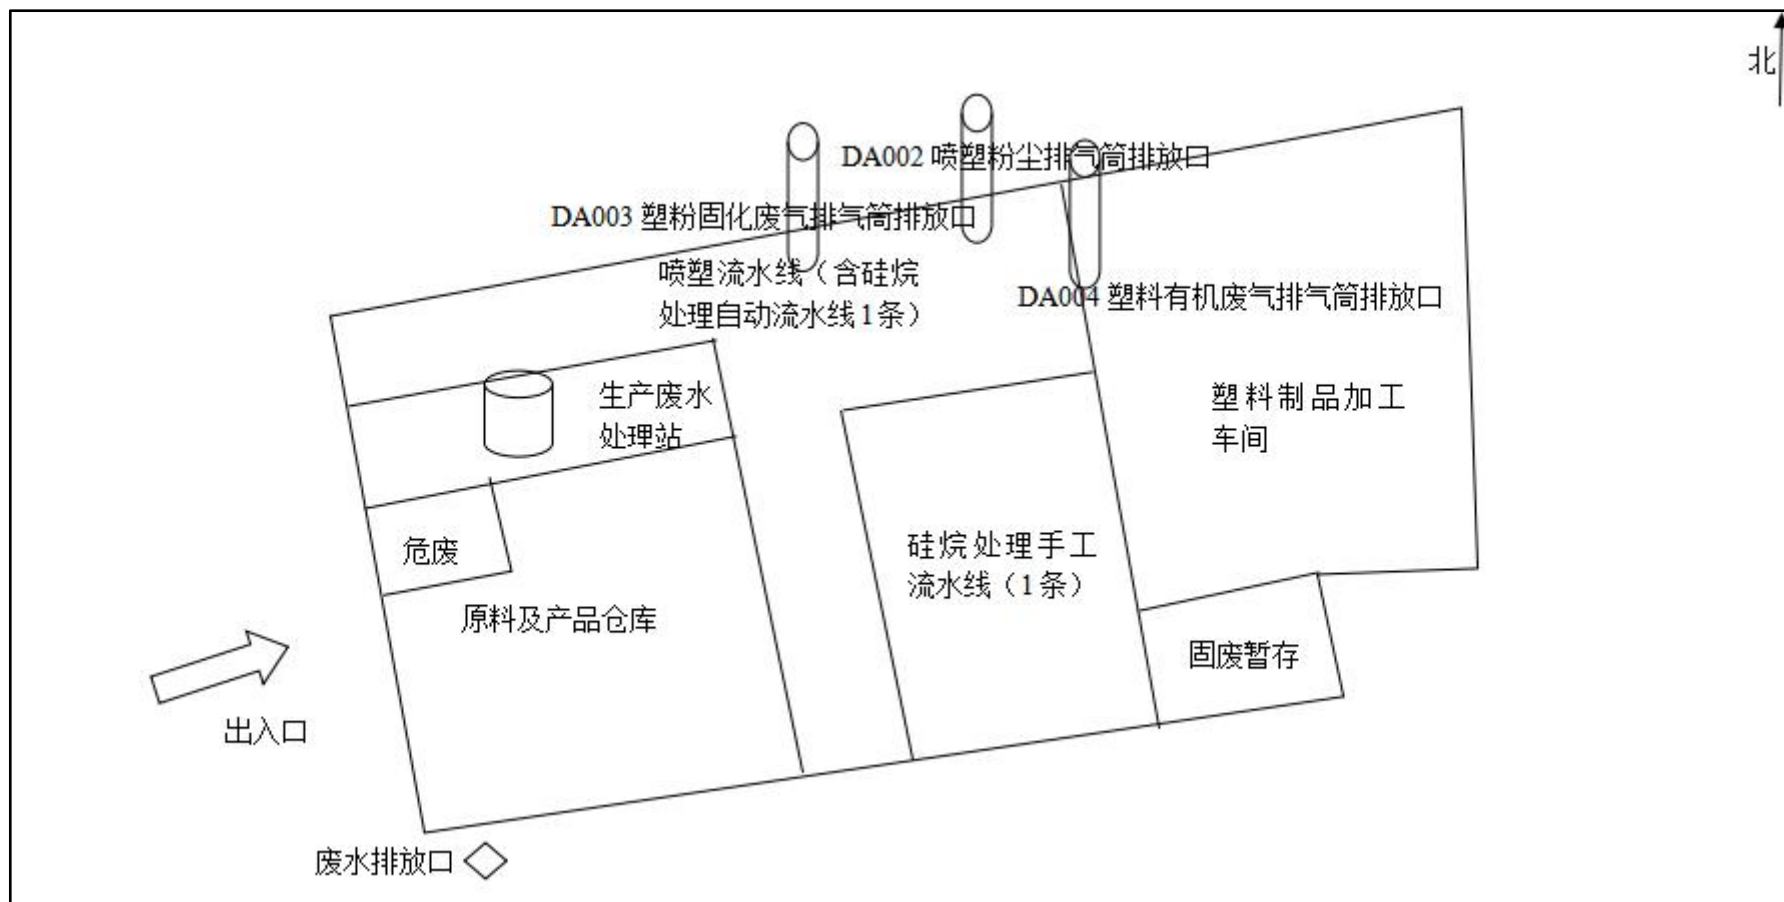 北
DA002 喷塑粉尘排气筒排放口
DA003 塑粉固化废气排气筒排放口
喷塑流水线（含硅烷
处理自动流水线1条）
DA004 塑料有机废气排气筒排放口
生产废水
处理站
塑料制品加工
车间
危废
硅烷处理手工
流水线（1条）
原料及产品仓库
固废暂存
出入口
废水排放口